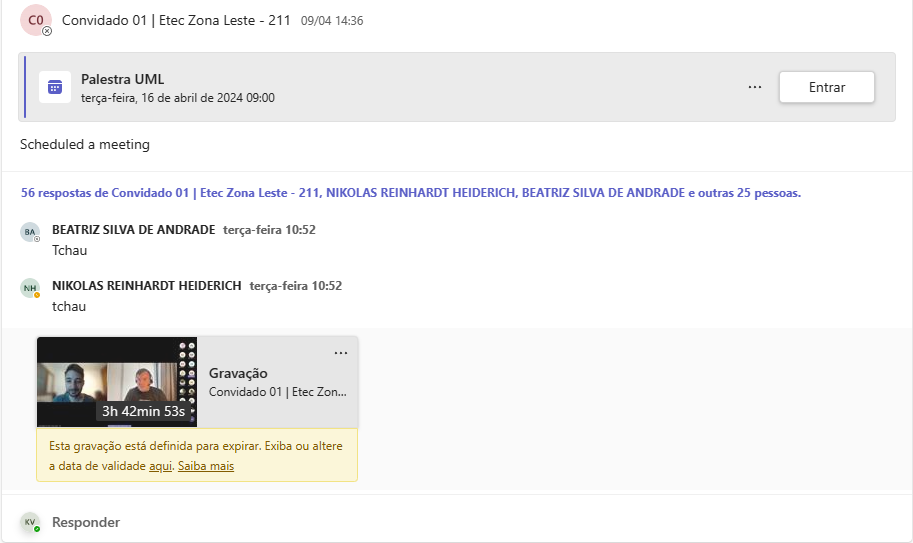 C0
Convidado 01 | Etec Zona Leste - 211 09/04 14:36
Palestra UML
terça-feira, 16 de abril de 2024 09:00
... Entrar
Scheduled a meeting
56 respostas de Convidado 01 | Etec Zona Leste - 211, NIKOLAS REINHARDT HEIDERICH, BEATRIZ SILVA DE ANDRADE e outras 25 pessoas.
BA
BEATRIZ SILVA DE ANDRADE terça-feira 10:52
Tchau
NH
NIKOLAS REINHARDT HEIDERICH terça-feira 10:52
tchau
...
Gravação
Convidado 01 | Etec Zon...
3h 42min 53s
Esta gravação está definida para expirar. Exiba ou altere
a data de validade aqui. Saiba mais
KV
Responder